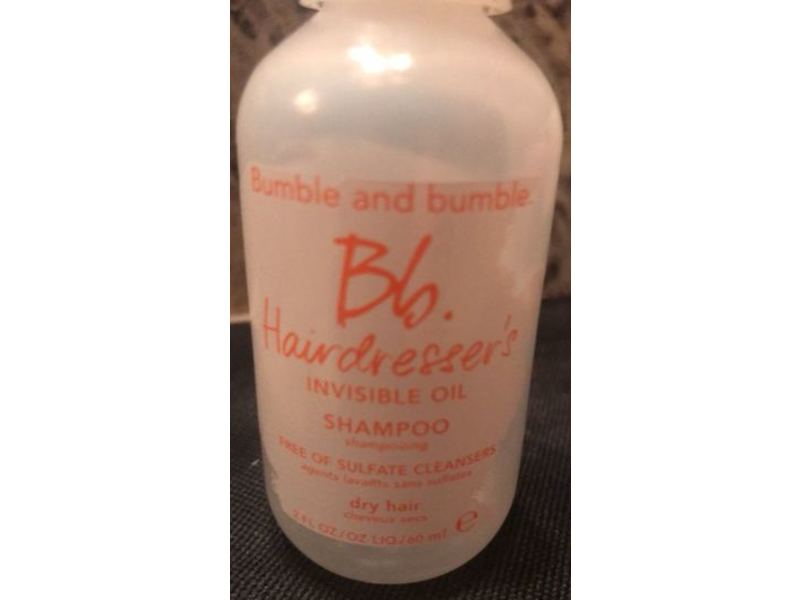 Bumble and bumble.
Bb.
Hairdresser's
INVISIBLE OIL
SHAMPOO
shampooing
FREE OF SULFATE CLEANSERS
agents lavants sans sulfates
dry hair
cheveux secs
2 FL OZ/OZ LIQ/60 ml ℮